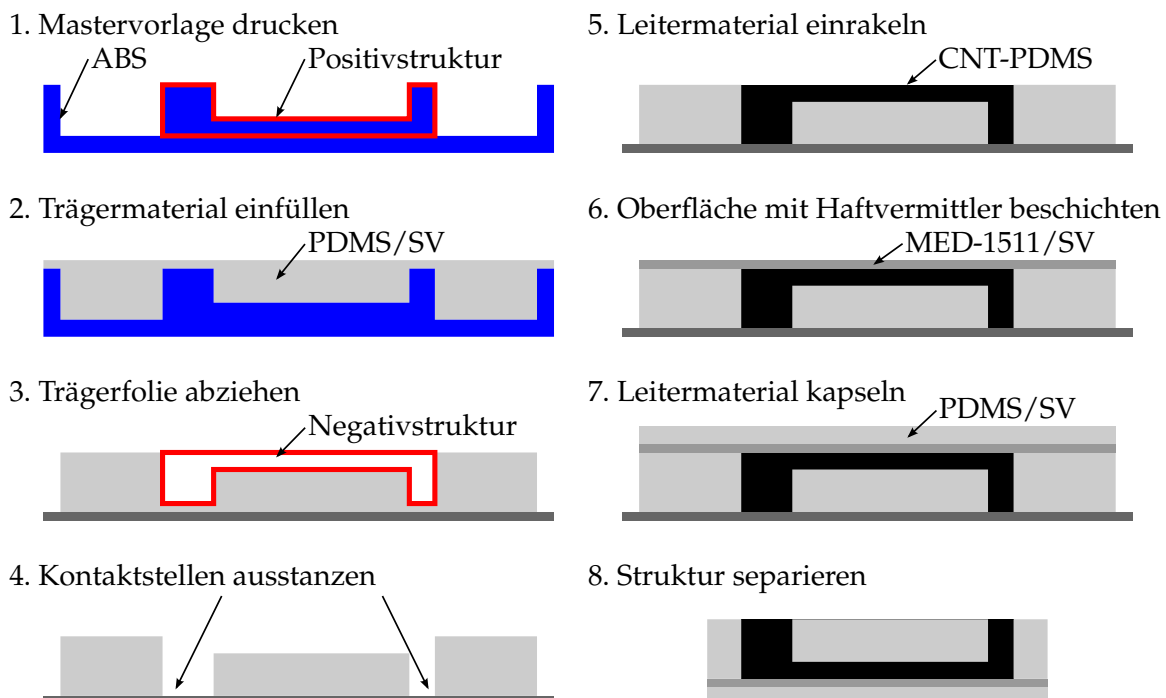 1. Mastervorlage drucken
ABS
Positivstruktur
2. Trägermaterial einfüllen
PDMS/SV
3. Trägerfolie abziehen
Negativstruktur
4. Kontaktstellen ausstanzen
5. Leitermaterial einrakeln
CNT-PDMS
6. Oberfläche mit Haftvermittler beschichten
MED-1511/SV
7. Leitermaterial kapseln
PDMS/SV
8. Struktur separieren